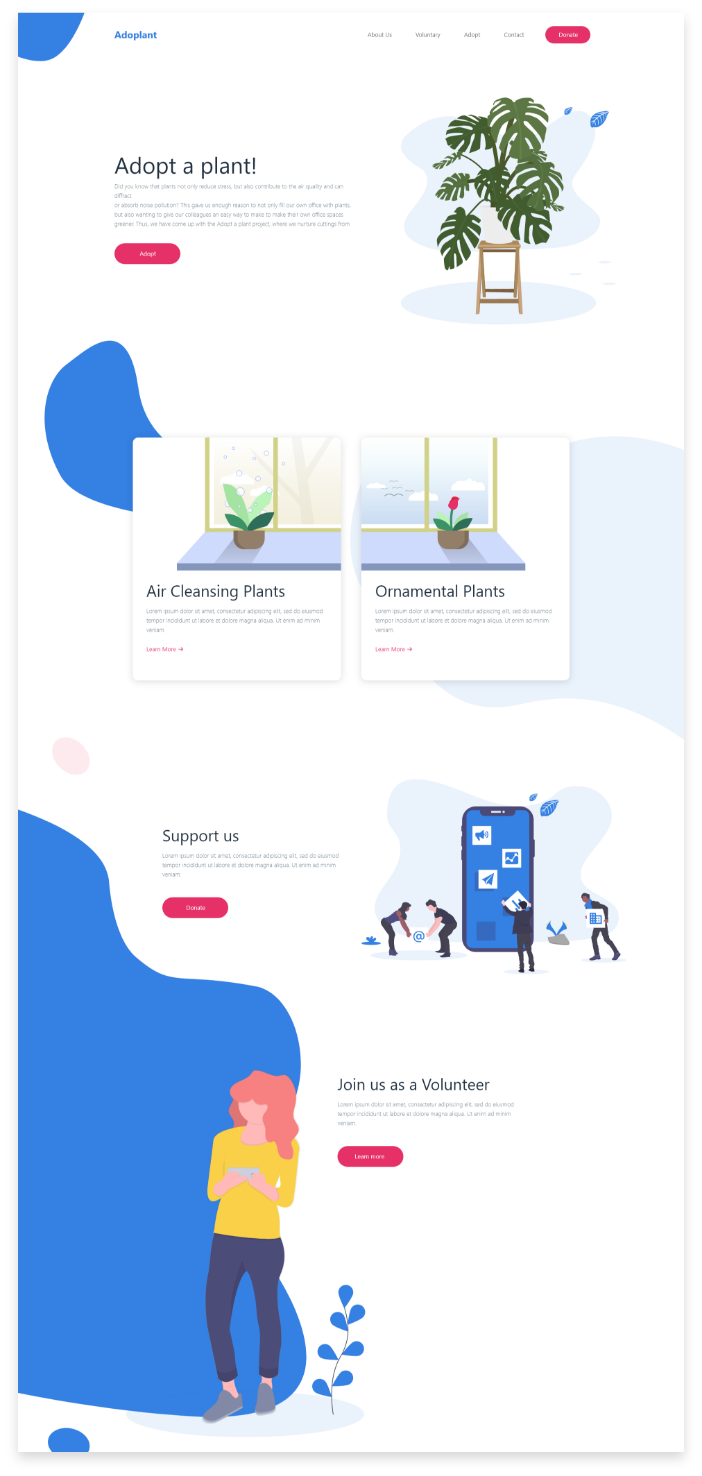 Adoplant
About Us
Voluntary
Adopt
Contact
Donate
Adopt a plant!
Did you know that plants not only reduce stress, but also contribute to the air quality and can
diffract
or absorb noise pollution? This gave us enough reason to not only fill our own office with plants,
but also wanting to give our colleagues an easy way to make to make their own office spaces
greener. Thus, we have come up with the Adopt a plant project, where we nurture cuttings from
Adopt
Air Cleansing Plants
Lorem ipsum dolor sit amet, consectetur adipiscing elit, sed do eiusmod
tempor incididunt ut labore et dolore magna aliqua. Ut enim ad minim
veniam.
Learn More →
Ornamental Plants
Lorem ipsum dolor sit amet, consectetur adipiscing elit, sed do eiusmod
tempor incididunt ut labore et dolore magna aliqua. Ut enim ad minim
veniam.
Learn More →
Support us
Lorem ipsum dolor sit amet, consectetur adipiscing elit, sed do eiusmod
tempor incididunt ut labore et dolore magna aliqua. Ut enim ad minim
veniam.
Donate
@
Join us as a Volunteer
Lorem ipsum dolor sit amet, consectetur adipiscing elit, sed do eiusmod
tempor incididunt ut labore et dolore magna aliqua. Ut enim ad minim
veniam.
Learn more